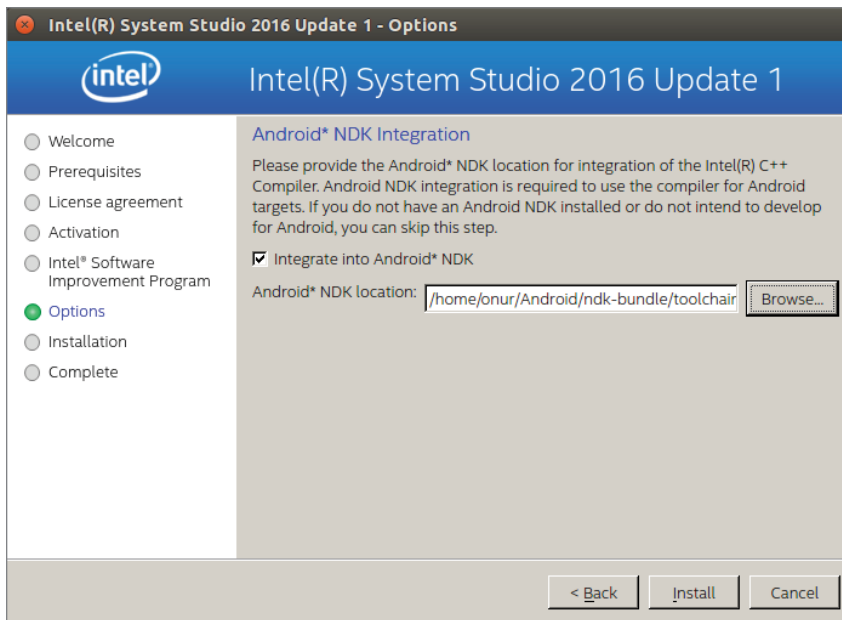 Intel(R) System Studio 2016 Update 1 - Options
intel
Intel(R) System Studio 2016 Update 1
Welcome
Prerequisites
License agreement
Activation
Intel® Software
Improvement Program
Options
Installation
Complete
Android* NDK Integration
Please provide the Android* NDK location for integration of the Intel(R) C++
Compiler. Android NDK integration is required to use the compiler for Android
targets. If you do not have an Android NDK installed or do not intend to develop
for Android, you can skip this step.
Integrate into Android* NDK
Android* NDK location: /home/onur/Android/ndk-bundle/toolchair Browse...
< Back Install Cancel